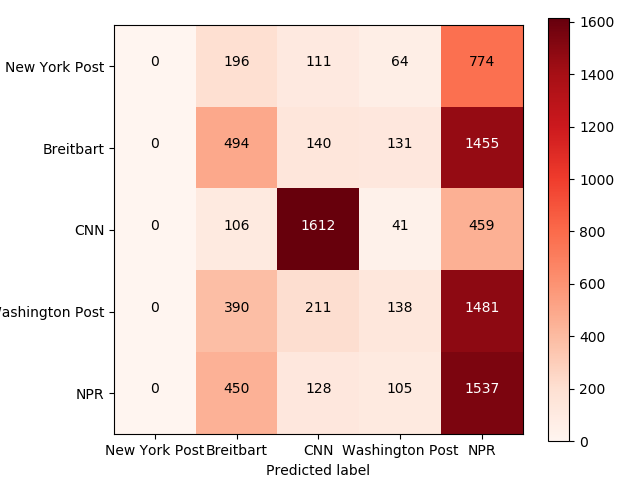 New York Post 0 196 111 64 774
Breitbart 0 494 140 131 1455
CNN 0 106 1612 41 459
ashington Post 0 390 211 138 1481
NPR 0 450 128 105 1537
New York Post Breitbart CNN Washington Post NPR
Predicted label
1600
1400
1200
1000
800
600
400
200
0